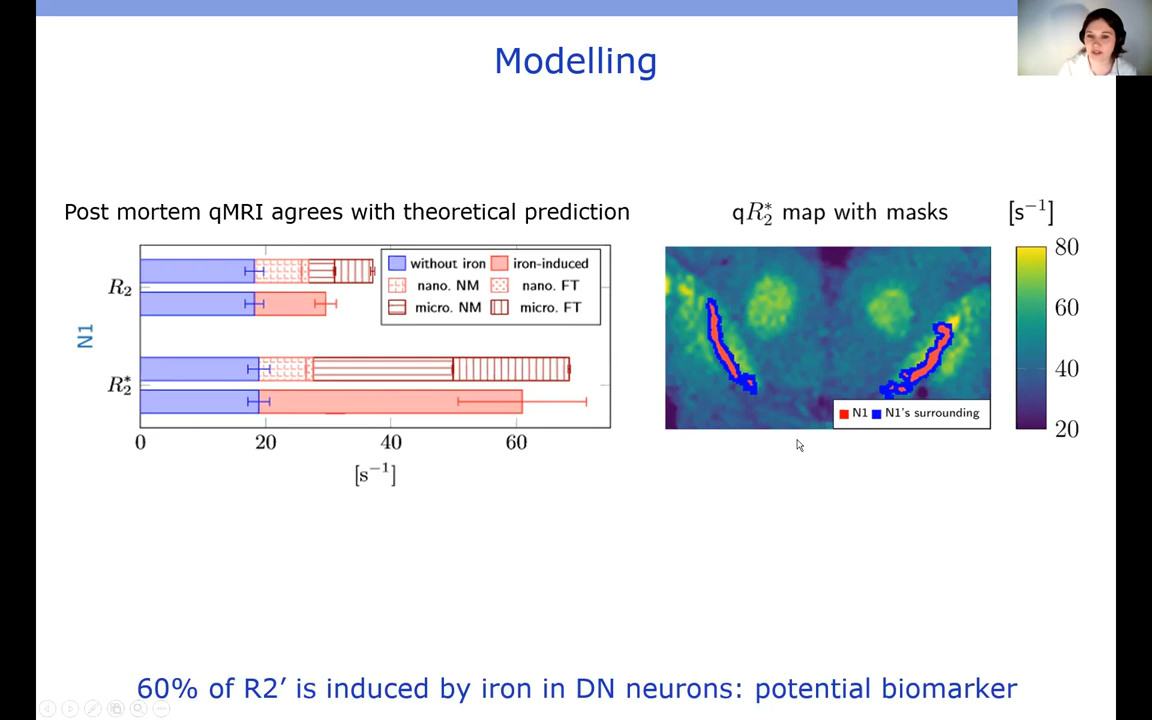 Modelling
Post mortem qMRI agrees with theoretical prediction
without iron
iron-induced
nano. NM
nano. FT
micro. NM
micro. FT
R₂
N1
R₂*
0 20 40 60
[s⁻¹]
qR₂* map with masks
[s⁻¹]
80
60
40
20
N1
N1's surrounding
60% of R2′ is induced by iron in DN neurons: potential biomarker